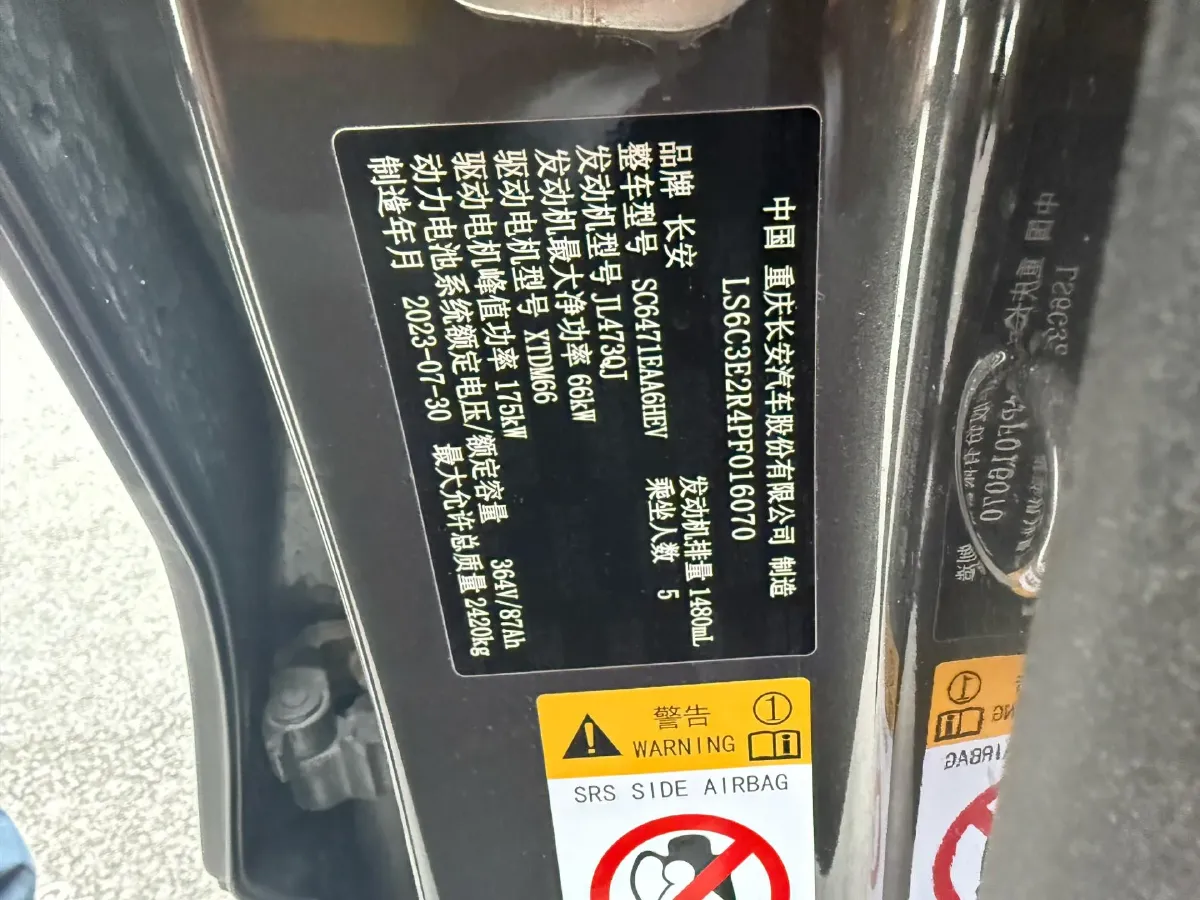 中国 重庆长安汽车股份有限公司 制造
LS6C3E2R4PF016070
品牌 长安
整车型号 SC6471EAA6HEV
发动机排量 1480mL
发动机型号 JL473QJ
乘坐人数 5
发动机最大净功率 66kW
驱动电机型号 XTDM66
驱动电机峰值功率 175kW
动力电池系统额定电压/额定容量 364V/87Ah
制造年月 2023-07-30 最大允许总质量 2420kg
警告 1
WARNING i
SRS SIDE AIRBAG